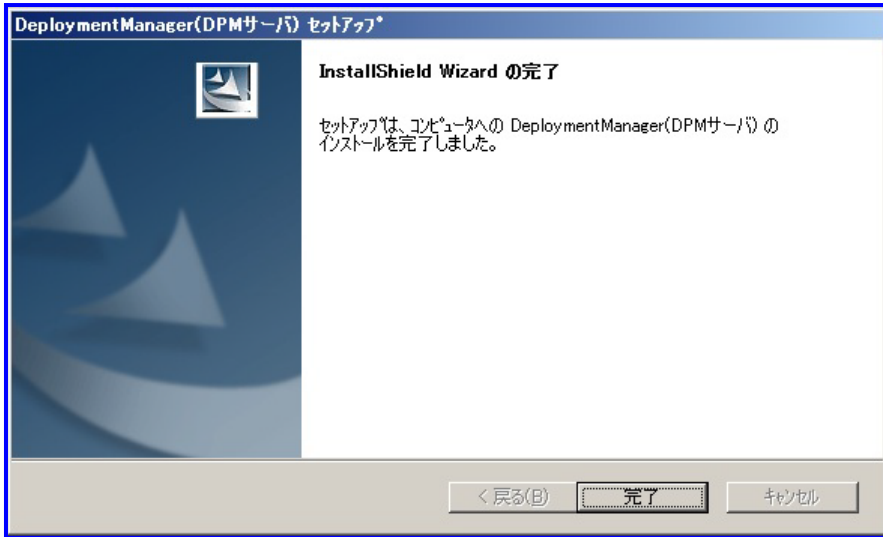 DeploymentManager(DPMサーバ) セットアップ
InstallShield Wizard の完了
セットアップは、コンピュータへの DeploymentManager(DPMサーバ) の
インストールを完了しました。
< 戻る(B)
完了
キャンセル